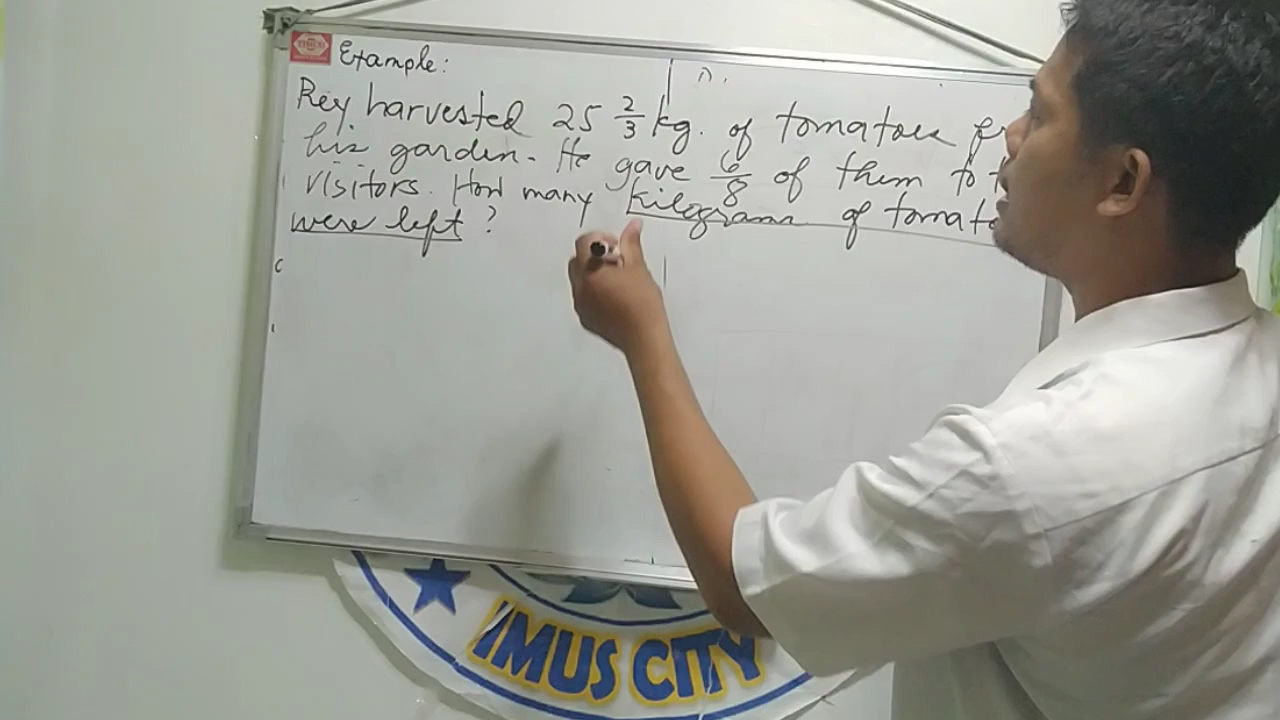 Example:
Rey harvested 25 2/3 kg. of tomatoes
his garden. He gave 6/8 of them to
visitors. How many kilograms of
were left?
IMUS CITY